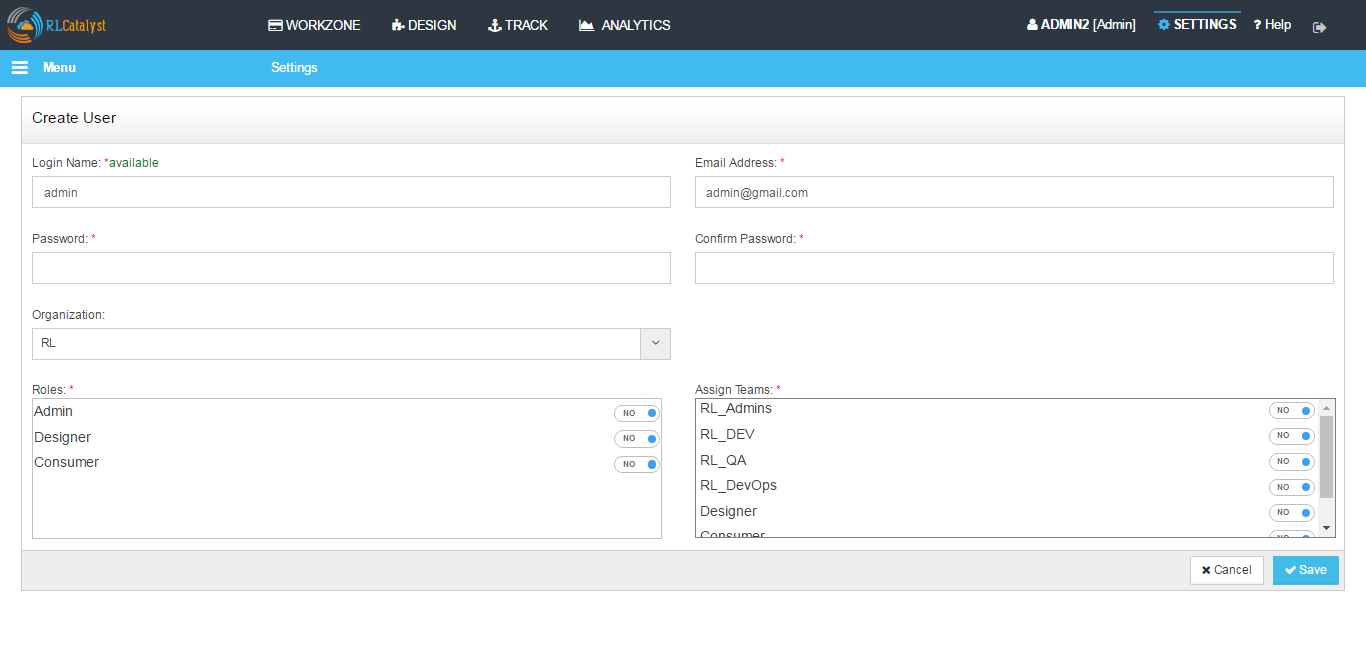 RLCatalyst WORKZONE DESIGN TRACK ANALYTICS ADMIN2 [Admin] SETTINGS ? Help
Menu Settings
Create User
Login Name: *available Email Address: *
admin admin@gmail.com
Password: * Confirm Password: *
Organization:
RL
Roles: * Assign Teams: *
Admin NO RL_Admins NO
Designer NO RL_DEV NO
Consumer NO RL_QA NO
RL_DevOps NO
Designer NO
Consumer NO
Cancel Save